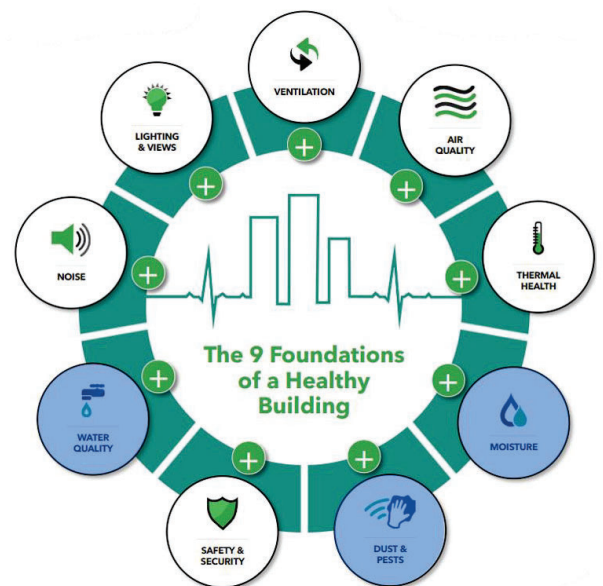 VENTILATION
AIR
QUALITY
THERMAL
HEALTH
MOISTURE
DUST &
PESTS
SAFETY &
SECURITY
WATER
QUALITY
NOISE
LIGHTING
& VIEWS
The 9 Foundations
of a Healthy
Building